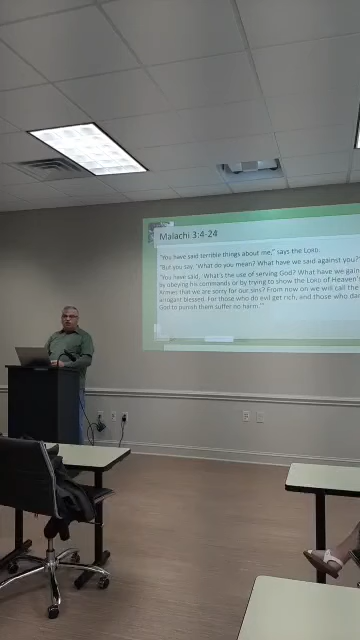 Malachi 3:4-24
"You have said terrible things about me," says the LORD.
"But you say, 'What do you mean? What have we said against you?'
"You have said, 'What's the use of serving God? What have we gain
by obeying his commands or by trying to show the LORD of Heaven's
Armies that we are sorry for our sins? From now on we will call the
arrogant blessed. For those who do evil get rich, and those who dare
God to punish them suffer no harm.'"